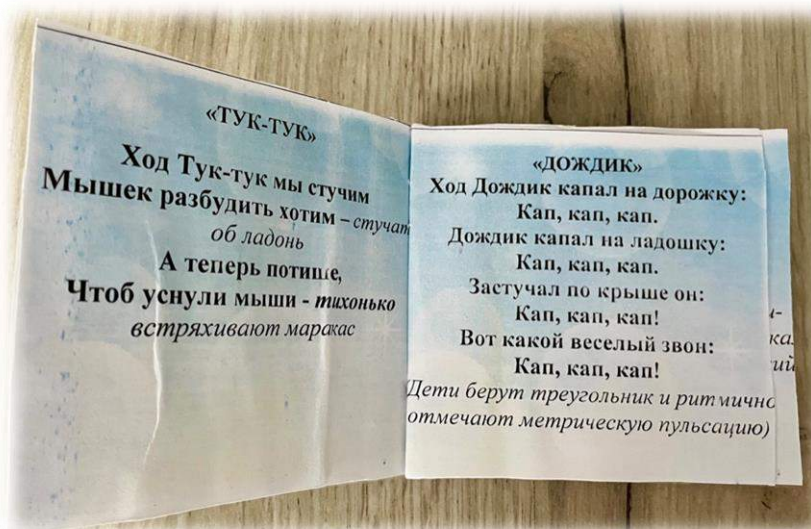 «ТУК-ТУК»
Ход Тук-тук мы стучим
Мышек разбудить хотим – стучат
об ладонь
А теперь потише,
Чтоб уснули мыши - тихонько
встряхивают маракас
«ДОЖДИК»
Ход Дождик капал на дорожку:
Кап, кап, кап.
Дождик капал на ладошку:
Кап, кап, кап.
Застучал по крыше он:
Кап, кап, кап!
Вот какой веселый звон:
Кап, кап, кап!
(Дети берут треугольник и ритмично
отмечают метрическую пульсацию)